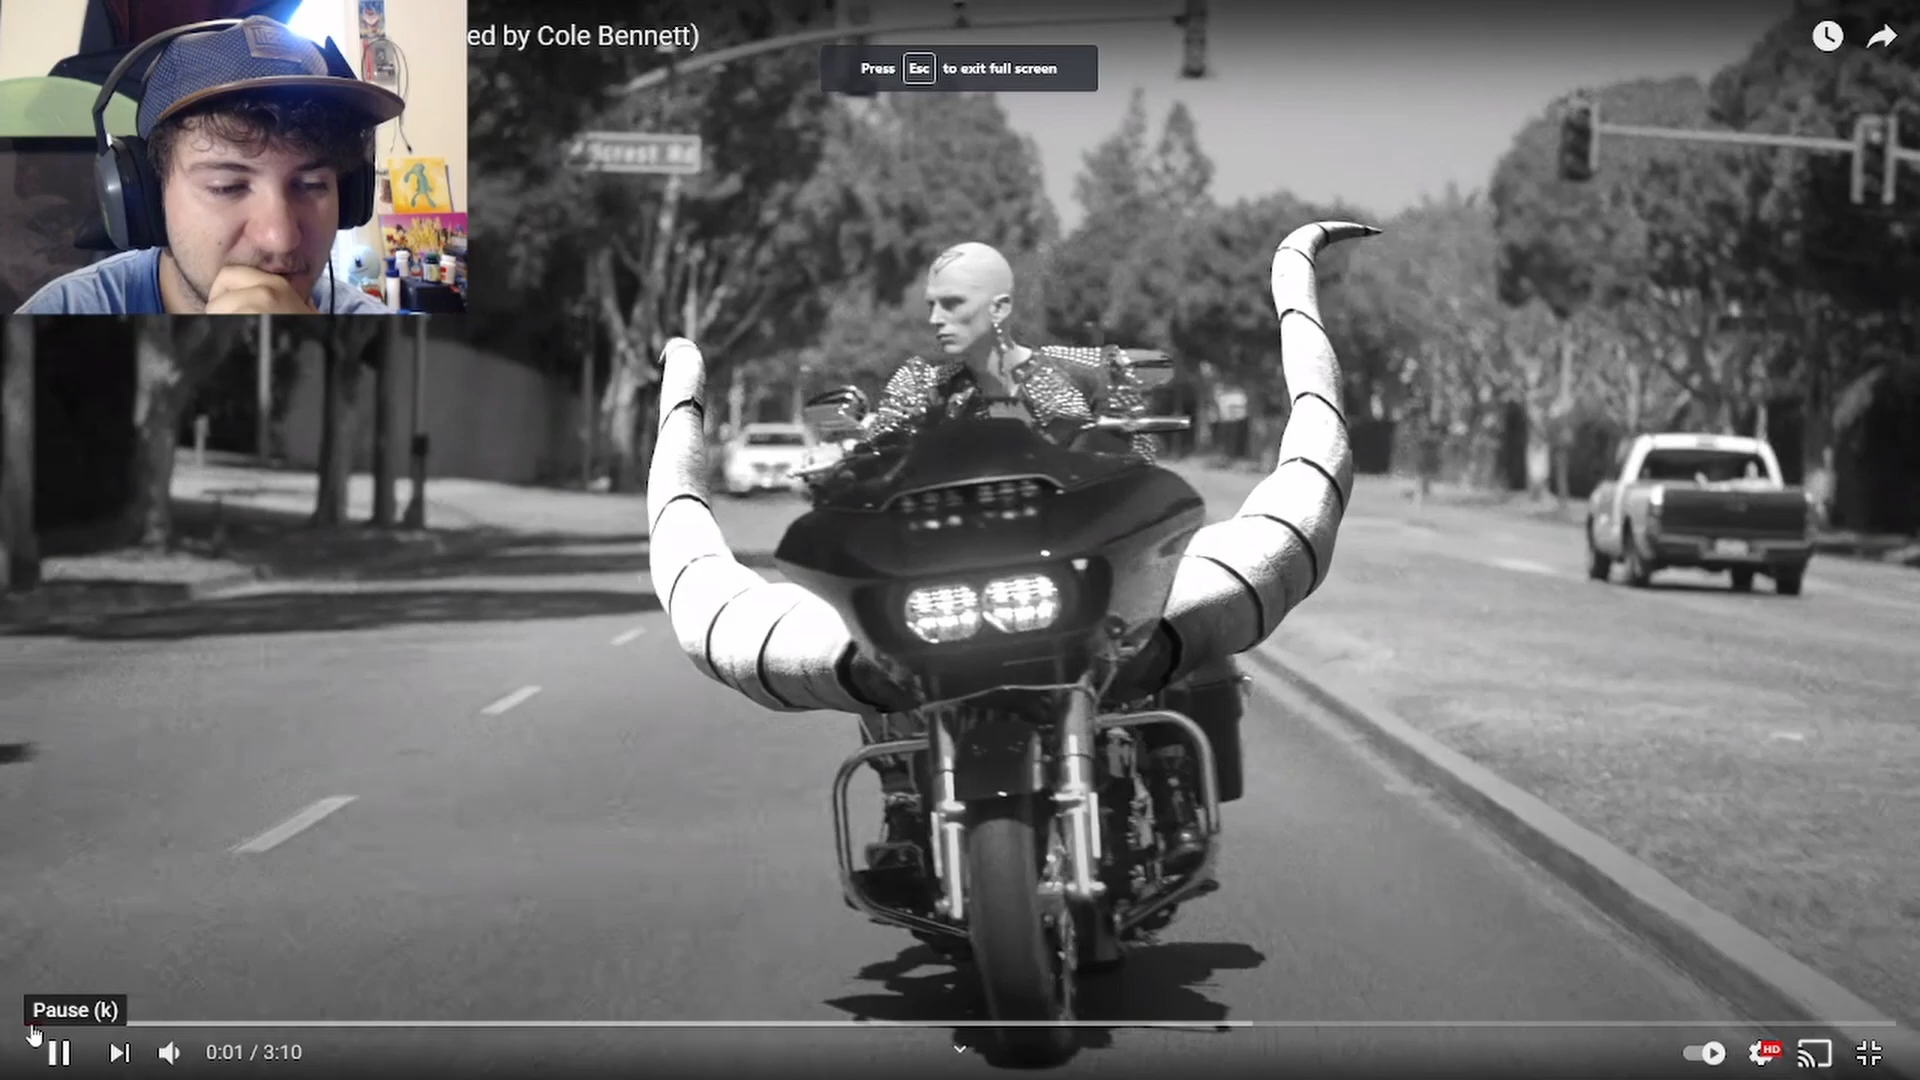 ed by Cole Bennett)
Press Esc to exit full screen
Pause (k)
0:01 / 3:10
HD